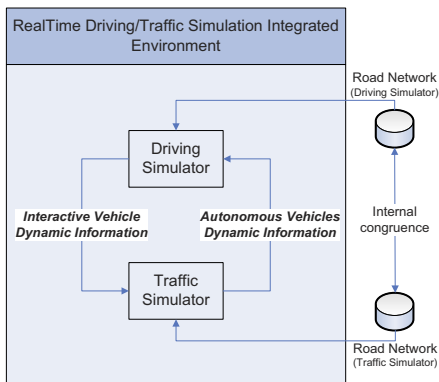 RealTime Driving/Traffic Simulation Integrated
Environment
Road Network
(Driving Simulator)
Driving
Simulator
Interactive Vehicle
Dynamic Information
Autonomous Vehicles
Dynamic Information
Internal
congruence
Traffic
Simulator
Road Network
(Traffic Simulator)